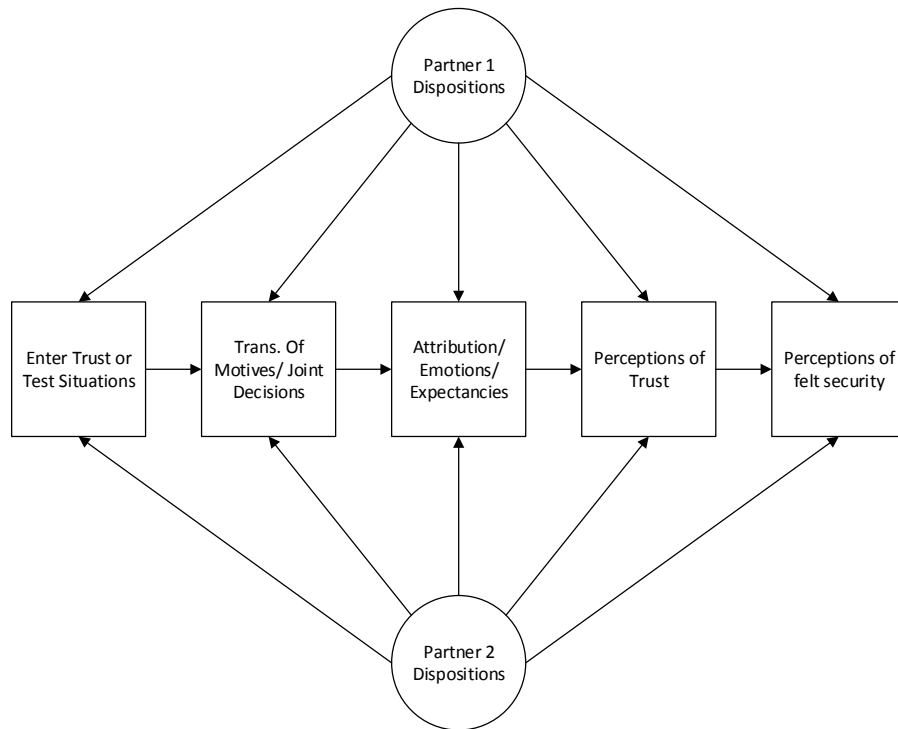 Partner 1
Dispositions
Enter Trust or
Test Situations
Trans. Of
Motives/ Joint
Decisions
Attribution/
Emotions/
Expectancies
Perceptions of
Trust
Perceptions of
felt security
Partner 2
Dispositions